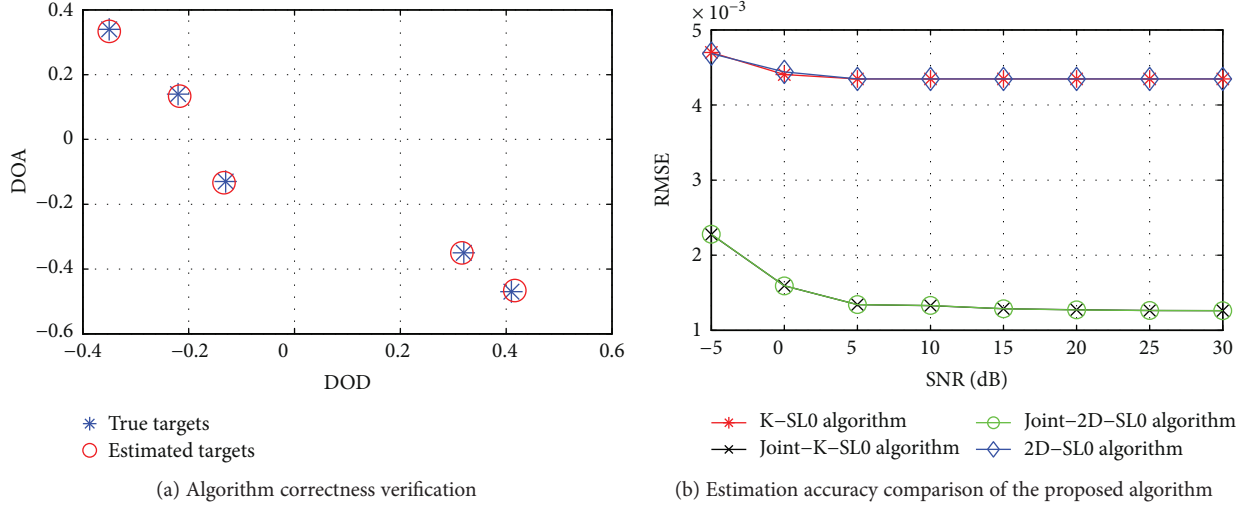 0.4
0.2
0
−0.2
−0.4
−0.6
DOA
−0.4
−0.2
0
0.2
0.4
0.6
DOD
True targets
Estimated targets
(a) Algorithm correctness verification
× 10−3
5
4
3
2
1
RMSE
−5
0
5
10
15
20
25
30
SNR (dB)
K−SL0 algorithm
Joint−K−SL0 algorithm
Joint−2D−SL0 algorithm
2D−SL0 algorithm
(b) Estimation accuracy comparison of the proposed algorithm